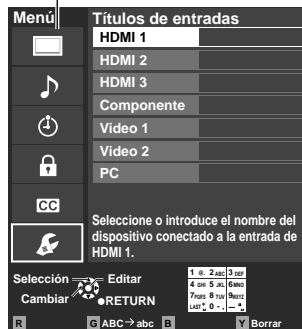 Menú
Títulos de entradas
HDMI 1
HDMI 2
HDMI 3
Componente
Video 1
Video 2
PC
CC
Seleccione o introduce el nombre del
dispositivo conectado a la entrada de
HDMI 1.
Selección
Editar
Cambiar
RETURN
1 @. 2 ABC 3 DEF
4 GHI 5 JKL 6 MNO
7 PQRS 8 TUV 9 WXYZ
LAST 0 - ,
R
G ABC→abc
B
Y Borrar